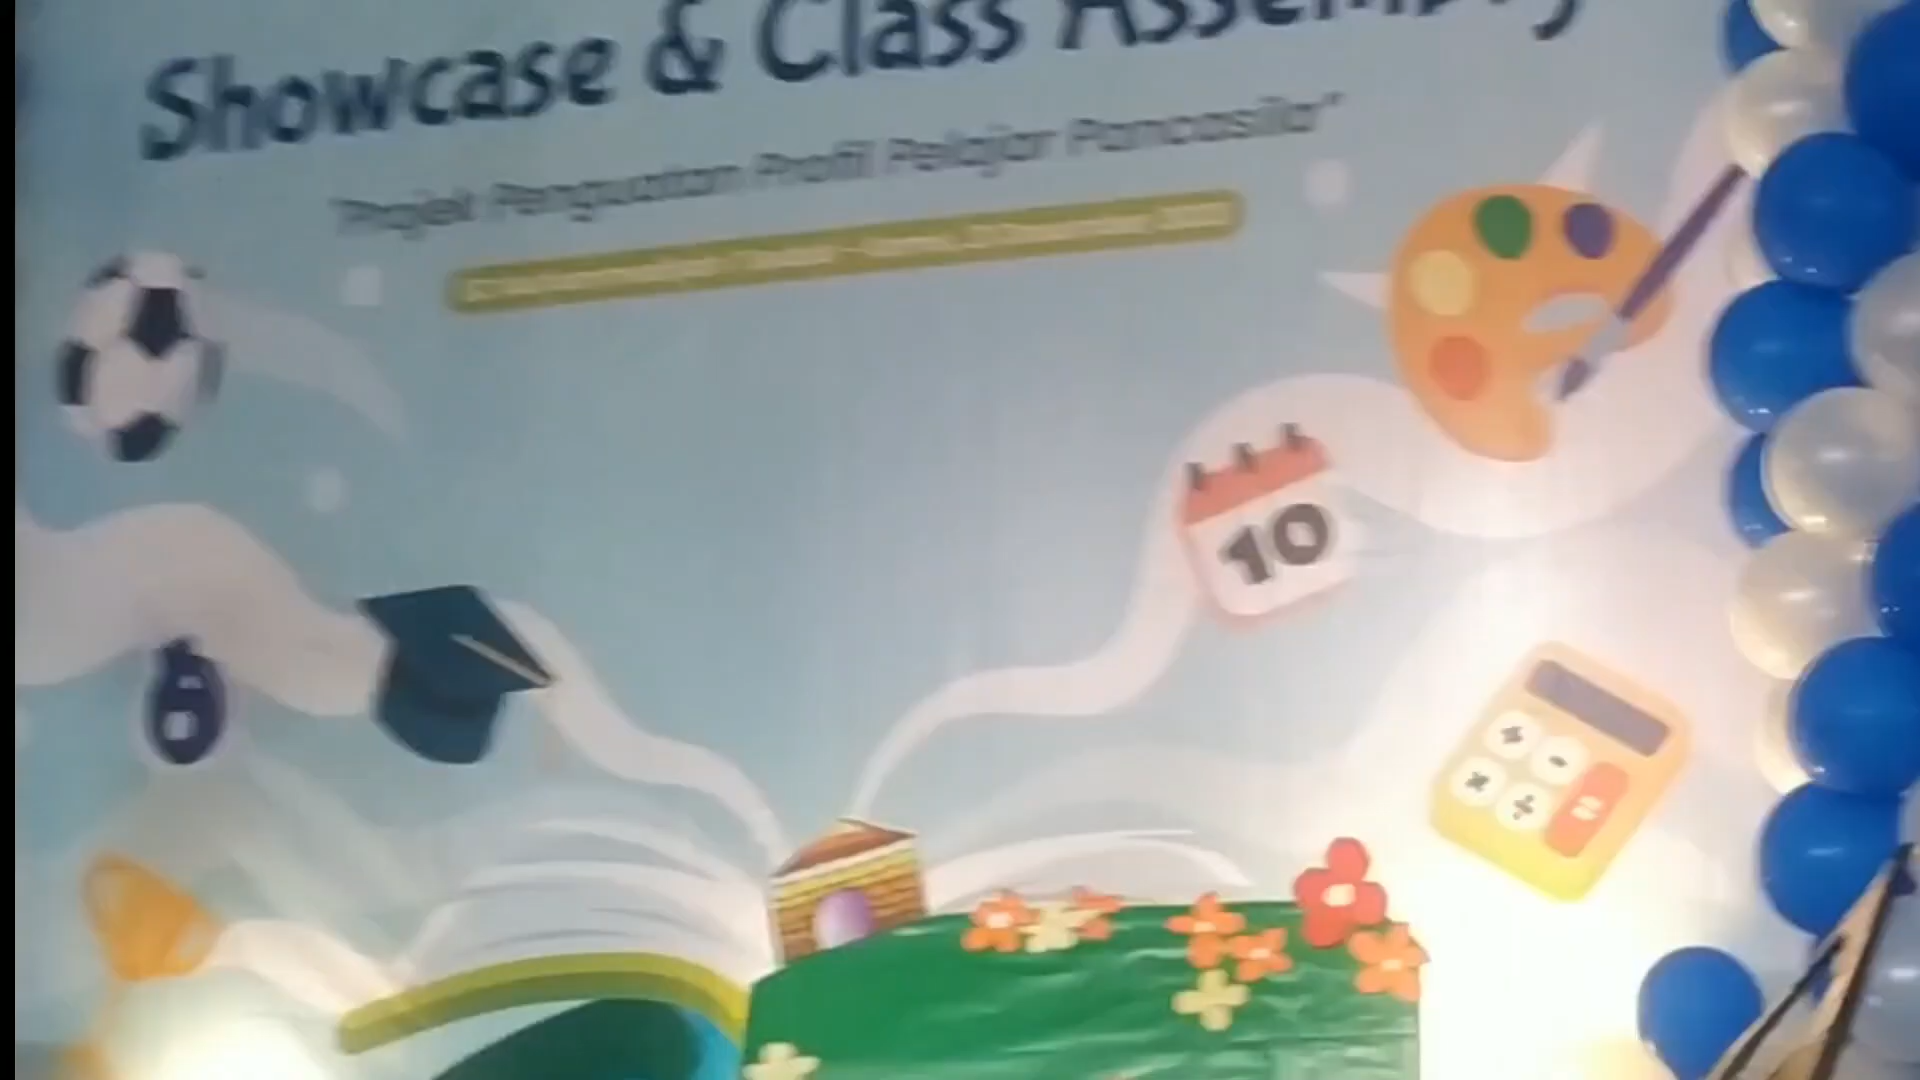 Showcase & Class Assembly
"Projek Penguatan Profil Pelajar Pancasila"
10